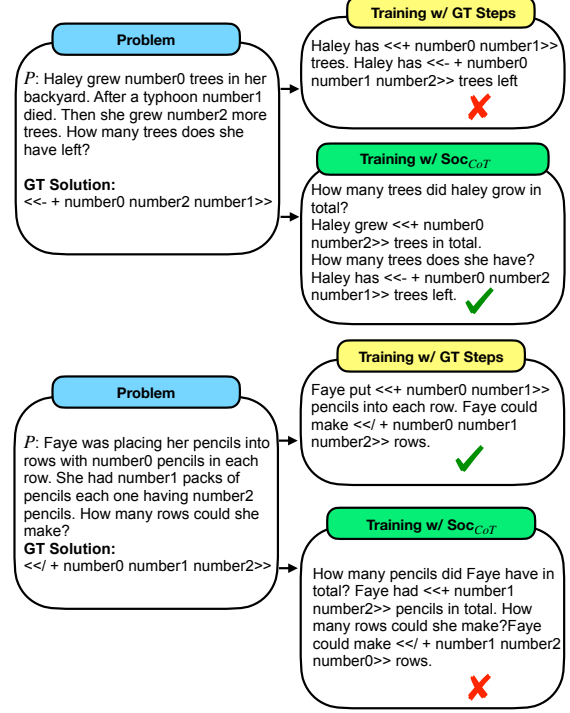 Problem
P: Haley grew number0 trees in her
backyard. After a typhoon number1
died. Then she grew number2 more
trees. How many trees does she
have left?
GT Solution:
<<- + number0 number2 number1>>
Training w/ GT Steps
Haley has <<+ number0 number1>>
trees. Haley has <<- + number0
number1 number2>> trees left
Training w/ Soc_CoT
How many trees did haley grow in
total?
Haley grew <<+ number0
number2>> trees in total.
How many trees does she have?
Haley has <<- + number0 number2
number1>> trees left.
Problem
P: Faye was placing her pencils into
rows with number0 pencils in each
row. She had number1 packs of
pencils each one having number2
pencils. How many rows could she
make?
GT Solution:
<</ + number0 number1 number2>>
Training w/ GT Steps
Faye put <<+ number0 number1>>
pencils into each row. Faye could
make <</ + number0 number1
number2>> rows.
Training w/ Soc_CoT
How many pencils did Faye have in
total? Faye had <<+ number1
number2>> pencils in total. How
many rows could she make?Faye
could make <</ + number1 number2
number0>> rows.